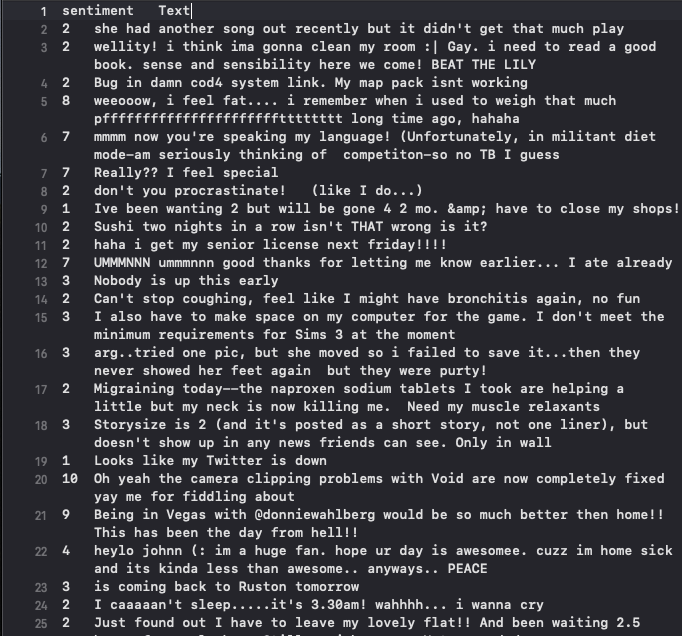 1 sentiment Text
2 2 she had another song out recently but it didn't get that much play
3 2 wellity! i think ima gonna clean my room :| Gay. i need to read a good
book. sense and sensibility here we come! BEAT THE LILY
4 2 Bug in damn cod4 system link. My map pack isnt working
5 8 weeooow, i feel fat.... i remember when i used to weigh that much
pfffffffffffffffffffffftttttttt long time ago, hahaha
6 7 mmmm now you're speaking my language! (Unfortunately, in militant diet
mode-am seriously thinking of  competiton-so no TB I guess
7 7 Really?? I feel special
8 2 don't you procrastinate!   (like I do...)
9 1 Ive been wanting 2 but will be gone 4 2 mo. &amp; have to close my shops!
10 2 Sushi two nights in a row isn't THAT wrong is it?
11 2 haha i get my senior license next friday!!!!
12 7 UMMMNNN ummmnnn good thanks for letting me know earlier... I ate already
13 3 Nobody is up this early
14 2 Can't stop coughing, feel like I might have bronchitis again, no fun
15 3 I also have to make space on my computer for the game. I don't meet the
minimum requirements for Sims 3 at the moment
16 3 arg..tried one pic, but she moved so i failed to save it...then they
never showed her feet again  but they were purty!
17 2 Migraining today--the naproxen sodium tablets I took are helping a
little but my neck is now killing me.  Need my muscle relaxants
18 3 Storysize is 2 (and it's posted as a short story, not one liner), but
doesn't show up in any news friends can see. Only in wall
19 1 Looks like my Twitter is down
20 10 Oh yeah the camera clipping problems with Void are now completely fixed
yay me for fiddling about
21 9 Being in Vegas with @donniewahlberg would be so much better then home!!
This has been the day from hell!!
22 4 heylo johnn (: im a huge fan. hope ur day is awesomee. cuzz im home sick
and its kinda less than awesome.. anyways.. PEACE
23 3 is coming back to Ruston tomorrow
24 2 I caaaaan't sleep.....it's 3.30am! wahhhh... i wanna cry
25 2 Just found out I have to leave my lovely flat!! And been waiting 2.5